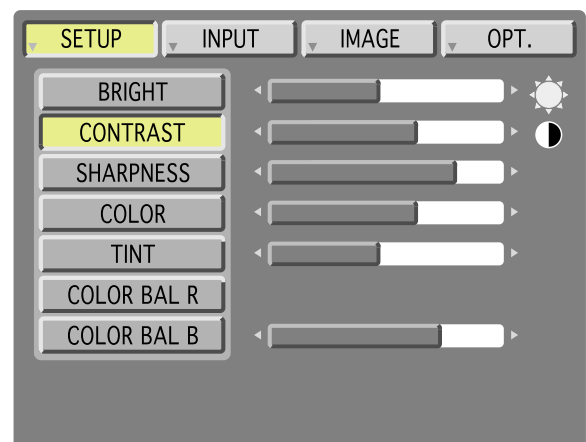 SETUP INPUT IMAGE OPT.
BRIGHT
CONTRAST
SHARPNESS
COLOR
TINT
COLOR BAL R
COLOR BAL B